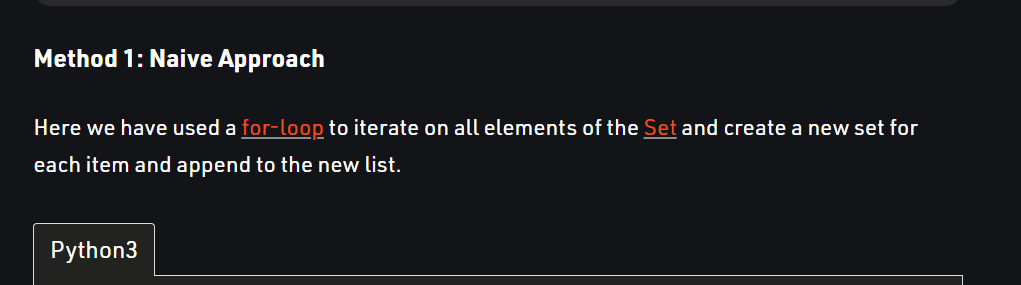 Method 1: Naive Approach
Here we have used a for-loop to iterate on all elements of the Set and create a new set for
each item and append to the new list.
Python3